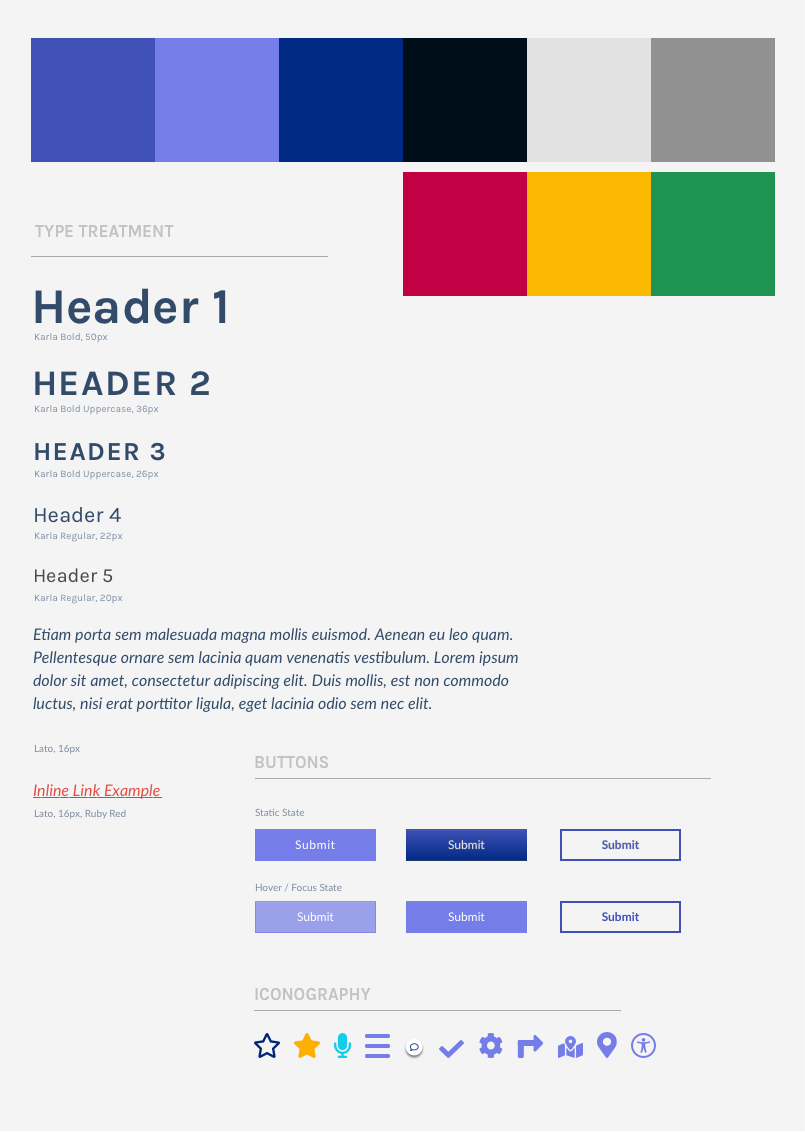 TYPE TREATMENT
Header 1
Karla Bold, 50px
HEADER 2
Karla Bold Uppercase, 36px
HEADER 3
Karla Bold Uppercase, 26px
Header 4
Karla Regular, 22px
Header 5
Karla Regular, 20px
Etiam porta sem malesuada magna mollis euismod. Aenean eu leo quam.
Pellentesque ornare sem lacinia quam venenatis vestibulum. Lorem ipsum
dolor sit amet, consectetur adipiscing elit. Duis mollis, est non commodo
luctus, nisi erat porttitor ligula, eget lacinia odio sem nec elit.
Lato, 16px
Inline Link Example
Lato, 16px, Ruby Red
BUTTONS
Static State
Submit Submit Submit
Hover / Focus State
Submit Submit Submit
ICONOGRAPHY